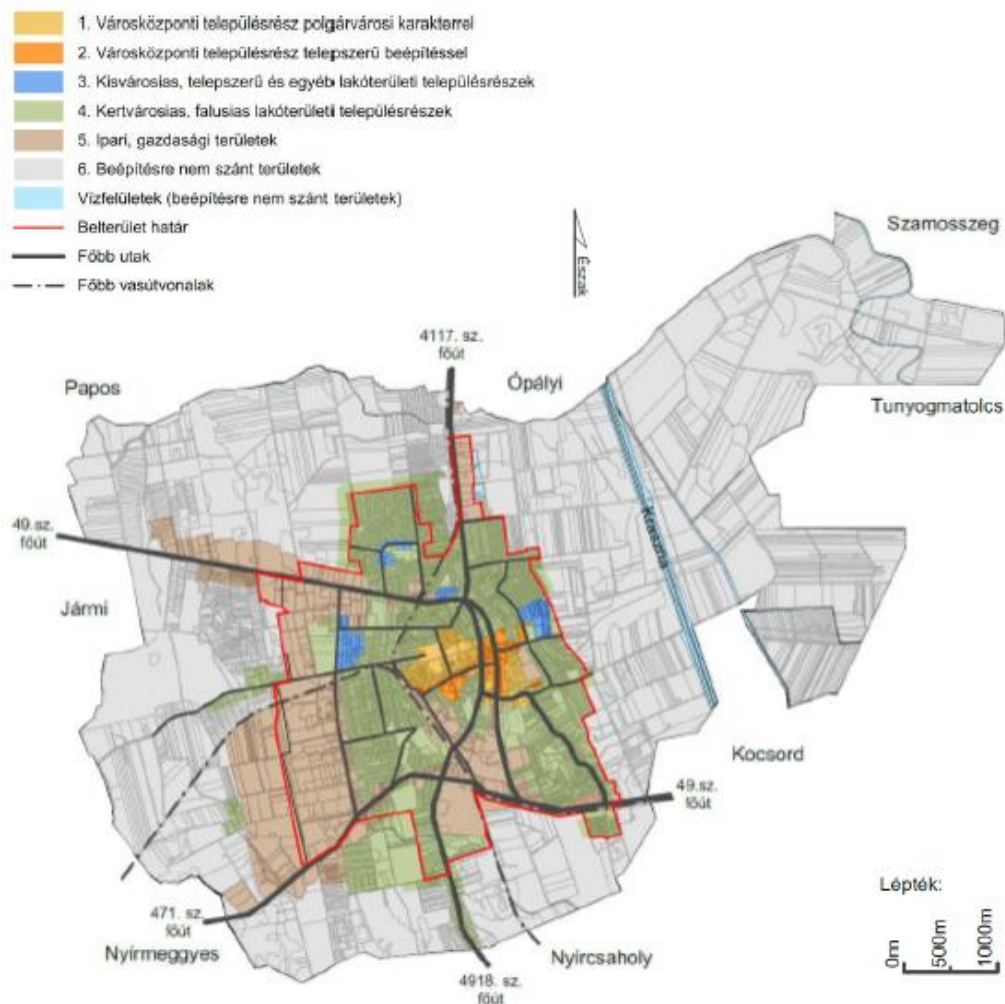 1. Városközponti településrész polgárvárosi karakterrel
2. Városközponti településrész telepszerű beépítéssel
3. Kisvárosias, telepszerű és egyéb lakóterületi településrészek
4. Kertvárosias, falusias lakóterületi településrészek
5. Ipari, gazdasági területek
6. Beépítésre nem szánt területek
Vízfelületek (beépítésre nem szánt területek)
Belterület határ
Főbb utak
Főbb vasútvonalak
Észak
Szamosszeg
4117. sz.
főút
Papos
Ópályi
Tunyogmatolcs
49.sz.
főút
Kraszna
Jármi
Kocsord
49.sz.
főút
Lépték:
0m
500m
1000m
471. sz.
főút
Nyírmeggyes
Nyírcsaholy
4918. sz.
főút